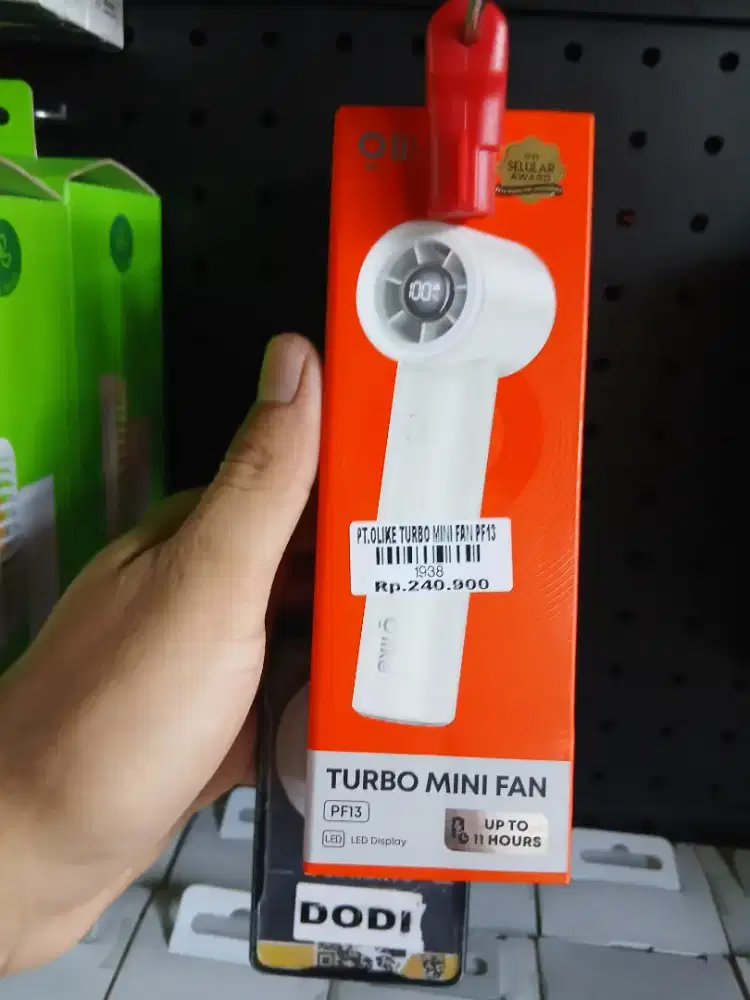 SELULAR
AWARD
100
PT.OLIKE TURBO MINI FAN PF13
1938
Rp.240.900
Olike
TURBO MINI FAN
PF13
LED LED Display
UP TO
11 HOURS
DODI